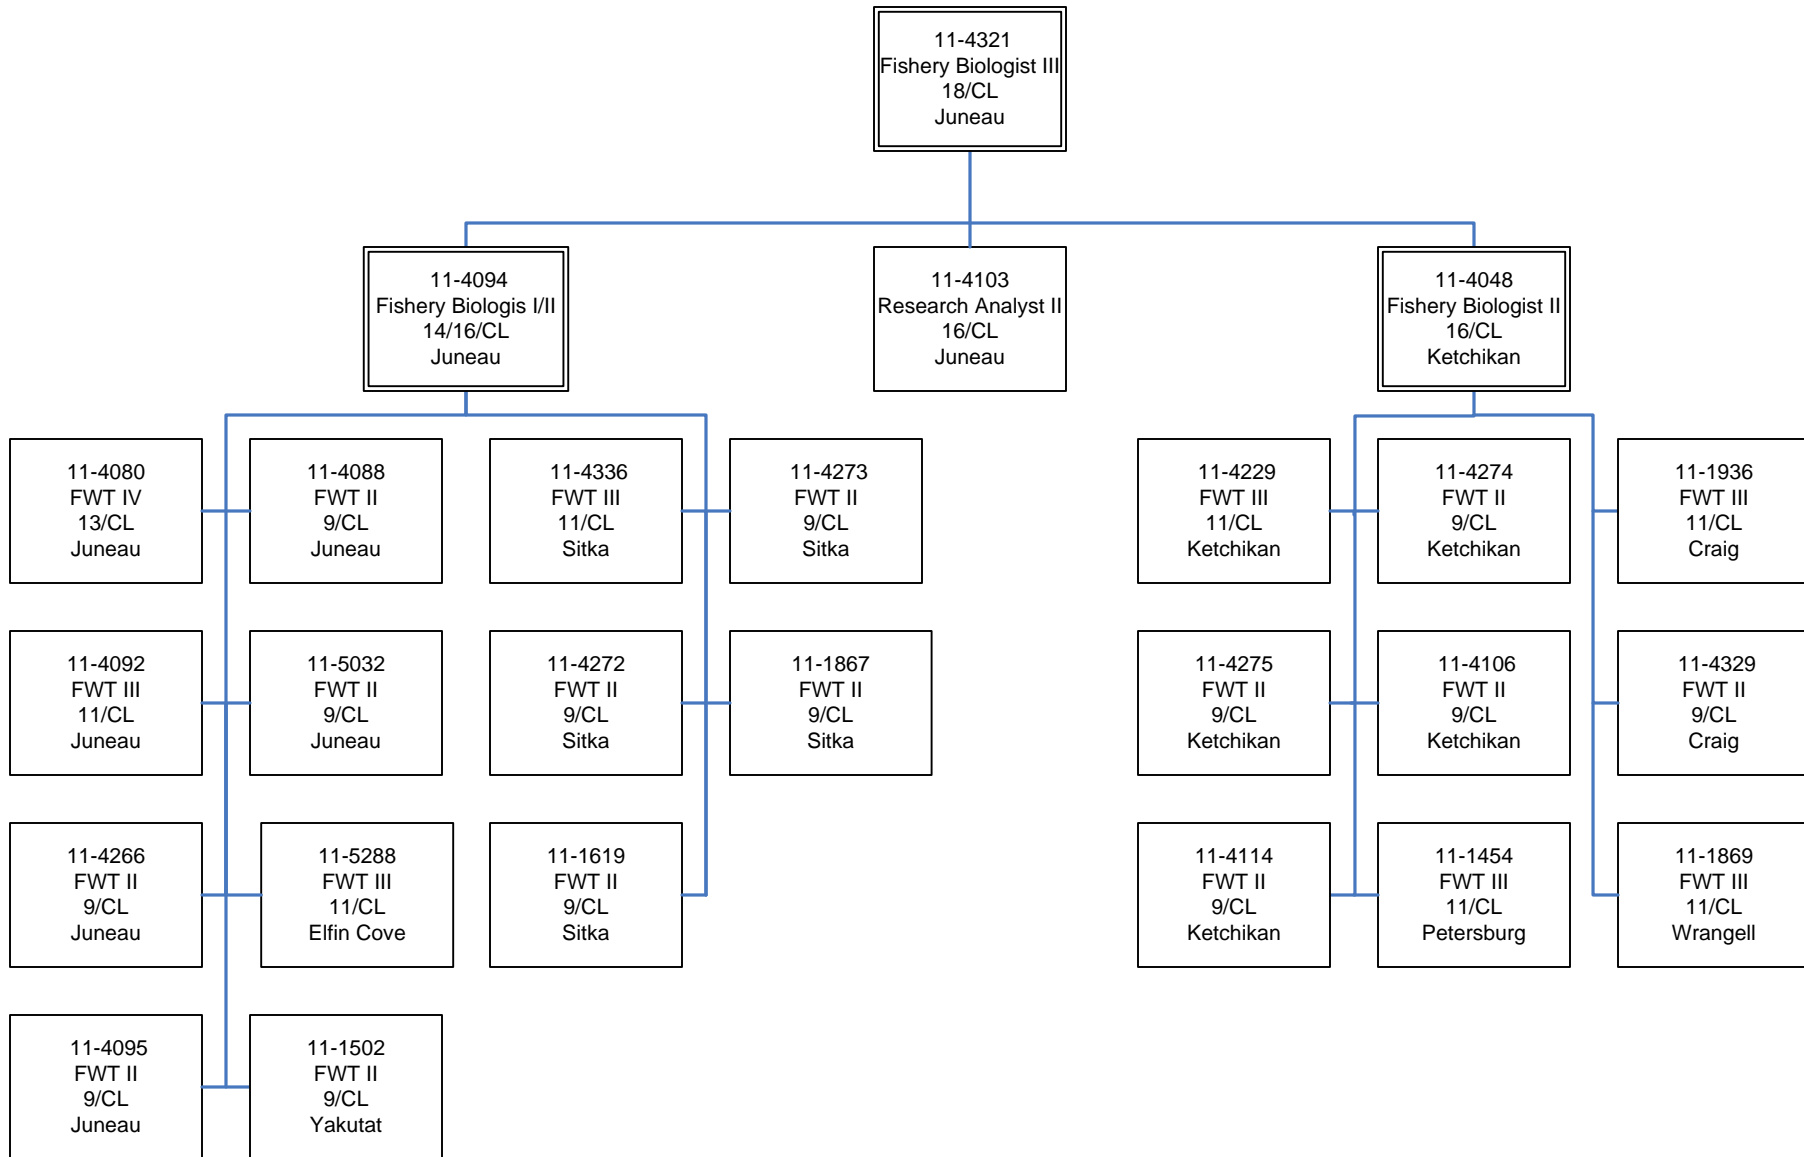 11-4321
Fishery Biologist III
18/CL
Juneau
11-4094
Fishery Biologis I/II
14/16/CL
Juneau
11-4103
Research Analyst II
16/CL
Juneau
11-4048
Fishery Biologist II
16/CL
Ketchikan
11-4080
FWT IV
13/CL
Juneau
11-4088
FWT II
9/CL
Juneau
11-4336
FWT III
11/CL
Sitka
11-4273
FWT II
9/CL
Sitka
11-4229
FWT III
11/CL
Ketchikan
11-4274
FWT II
9/CL
Ketchikan
11-1936
FWT III
11/CL
Craig
11-4092
FWT III
11/CL
Juneau
11-5032
FWT II
9/CL
Juneau
11-4272
FWT II
9/CL
Sitka
11-1867
FWT II
9/CL
Sitka
11-4275
FWT II
9/CL
Ketchikan
11-4106
FWT II
9/CL
Ketchikan
11-4329
FWT II
9/CL
Craig
11-4266
FWT II
9/CL
Juneau
11-5288
FWT III
11/CL
Elfin Cove
11-1619
FWT II
9/CL
Sitka
11-4114
FWT II
9/CL
Ketchikan
11-1454
FWT III
11/CL
Petersburg
11-1869
FWT III
11/CL
Wrangell
11-4095
FWT II
9/CL
Juneau
11-1502
FWT II
9/CL
Yakutat